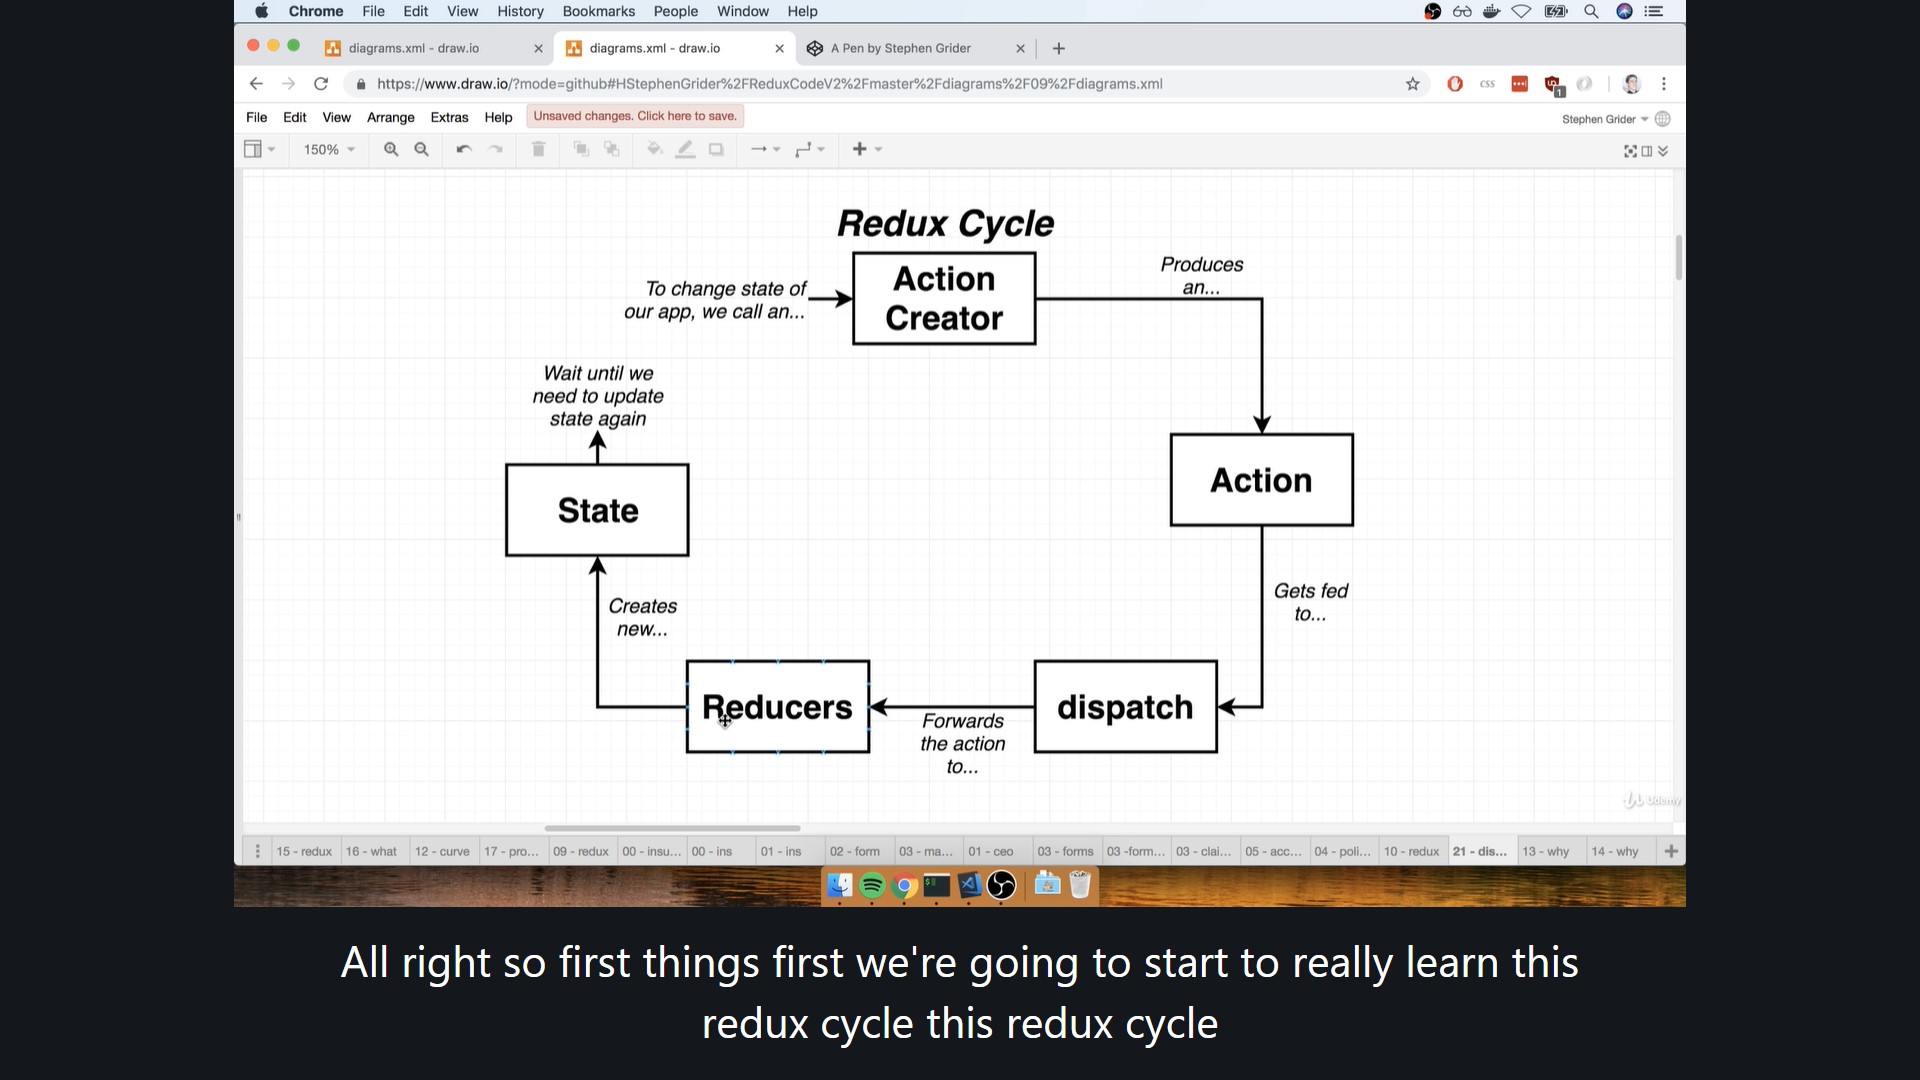 Chrome File Edit View History Bookmarks People Window Help
diagrams.xml - draw.io
diagrams.xml - draw.io
A Pen by Stephen Grider
https://www.draw.io/?mode=github#HStephenGrider%2FReduxCodeV2%2Fmaster%2Fdiagrams%2F09%2Fdiagrams.xml
css
1
File Edit View Arrange Extras Help
Unsaved changes. Click here to save.
Stephen Grider
150%
Redux Cycle
To change state of
our app, we call an...
Action
Creator
Produces
an...
Wait until we
need to update
state again
State
Action
Creates
new...
Gets fed
to...
Reducers
Forwards
the action
to...
dispatch
Udemy
15 - redux
16 - what
12 - curve
17 - pro...
09 - redux
00 - insu...
00 - ins
01 - ins
02 - form
03 - ma...
01 - ceo
03 - forms
03 -form...
03 - clai...
05 - acc...
04 - poli...
10 - redux
21 - dis...
13 - why
14 - why
All right so first things first we're going to start to really learn this
redux cycle this redux cycle